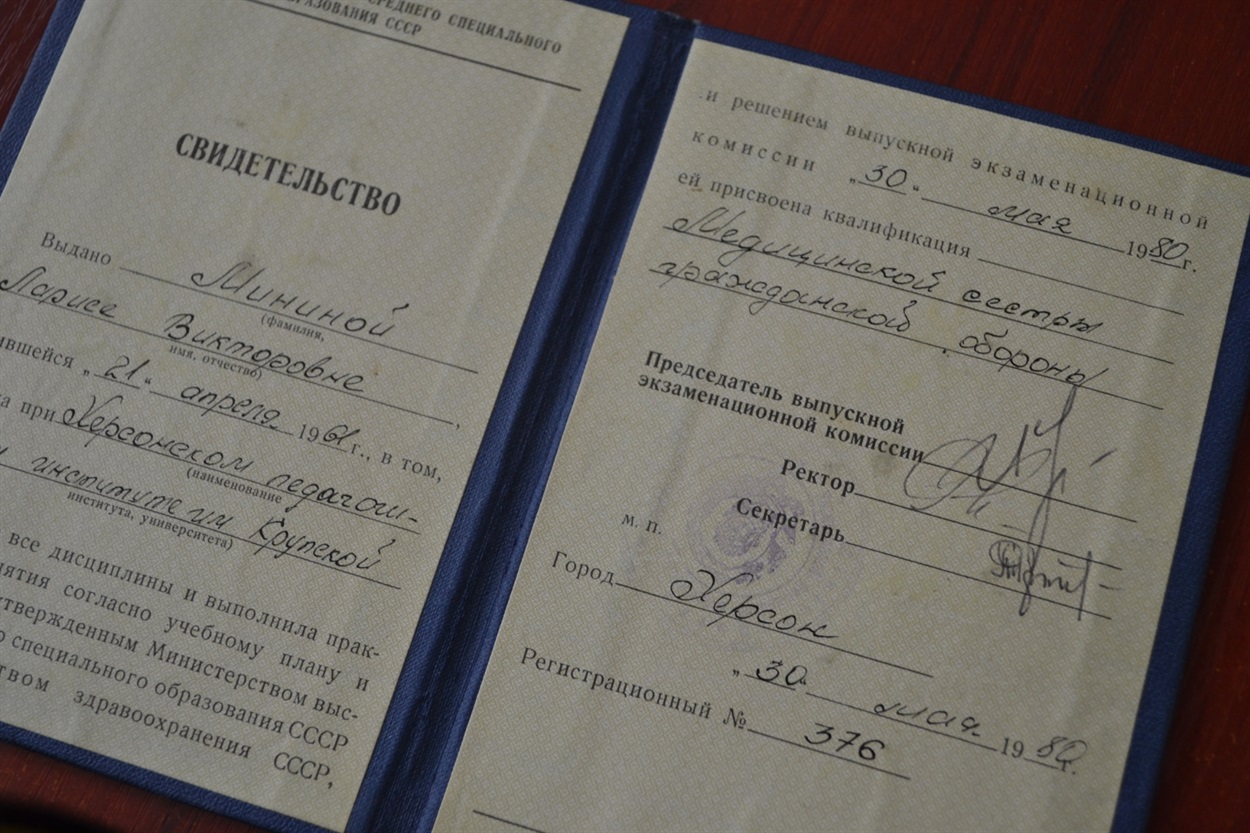 СРЕДНЕГО СПЕЦИАЛЬНОГО
АЗОВАНИЯ СССР
СВИДЕТЕЛЬСТВО
Выдано Мининой
(фамилия,
Ларисе Викторовне
имя, отчество)
вшейся „21“ апреля 1961 г., в том,
а при Херсонском педагоги-
(наименование
институте им Крупской
института, университета)
все дисциплины и выполнила прак-
нятия согласно учебному плану и
утвержденным Министерством выс-
о специального образования СССР
ством здравоохранения СССР,
и решением выпускной экзаменационной
комиссии „30“ мая 1980 г.
ей присвоена квалификация
Медицинской сестры
гражданской обороны
Председатель выпускной
экзаменационной комиссии
Ректор
Секретарь
м. п.
Город Херсон
„30“ мая 1980 г.
Регистрационный № 376